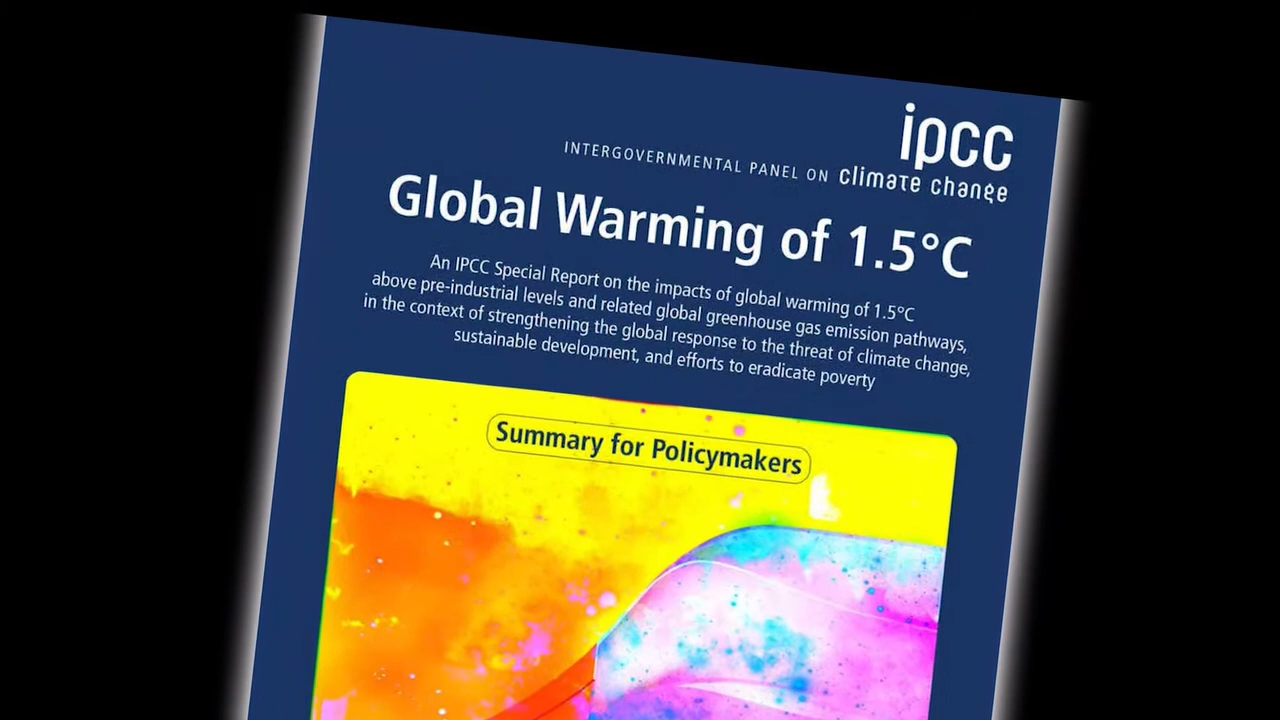 ipcc
INTERGOVERNMENTAL PANEL ON climate change
Global Warming of 1.5°C
An IPCC Special Report on the impacts of global warming of 1.5°C
above pre-industrial levels and related global greenhouse gas emission pathways,
in the context of strengthening the global response to the threat of climate change,
sustainable development, and efforts to eradicate poverty
Summary for Policymakers